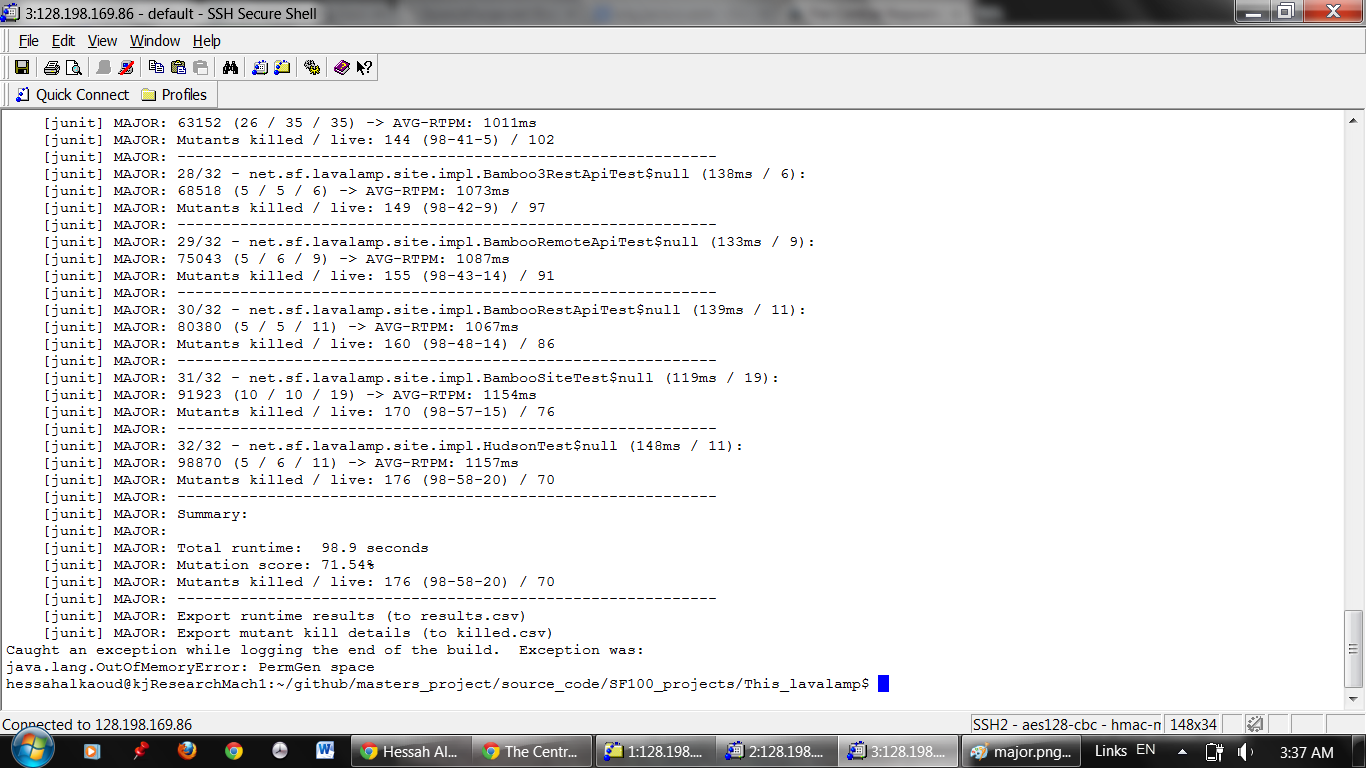 3:128.198.169.86 - default - SSH Secure Shell
File Edit View Window Help
Quick Connect Profiles
[junit] MAJOR: 63152 (26 / 35 / 35) -> AVG-RTPM: 1011ms
[junit] MAJOR: Mutants killed / live: 144 (98-41-5) / 102
[junit] MAJOR: ------------------------------------------------------------
[junit] MAJOR: 28/32 - net.sf.lavalamp.site.impl.Bamboo3RestApiTest$null (138ms / 6):
[junit] MAJOR: 68518 (5 / 5 / 6) -> AVG-RTPM: 1073ms
[junit] MAJOR: Mutants killed / live: 149 (98-42-9) / 97
[junit] MAJOR: ------------------------------------------------------------
[junit] MAJOR: 29/32 - net.sf.lavalamp.site.impl.BambooRemoteApiTest$null (133ms / 9):
[junit] MAJOR: 75043 (5 / 6 / 9) -> AVG-RTPM: 1087ms
[junit] MAJOR: Mutants killed / live: 155 (98-43-14) / 91
[junit] MAJOR: ------------------------------------------------------------
[junit] MAJOR: 30/32 - net.sf.lavalamp.site.impl.BambooRestApiTest$null (139ms / 11):
[junit] MAJOR: 80380 (5 / 5 / 11) -> AVG-RTPM: 1067ms
[junit] MAJOR: Mutants killed / live: 160 (98-48-14) / 86
[junit] MAJOR: ------------------------------------------------------------
[junit] MAJOR: 31/32 - net.sf.lavalamp.site.impl.BambooSiteTest$null (119ms / 19):
[junit] MAJOR: 91923 (10 / 10 / 19) -> AVG-RTPM: 1154ms
[junit] MAJOR: Mutants killed / live: 170 (98-57-15) / 76
[junit] MAJOR: ------------------------------------------------------------
[junit] MAJOR: 32/32 - net.sf.lavalamp.site.impl.HudsonTest$null (148ms / 11):
[junit] MAJOR: 98870 (5 / 6 / 11) -> AVG-RTPM: 1157ms
[junit] MAJOR: Mutants killed / live: 176 (98-58-20) / 70
[junit] MAJOR: ------------------------------------------------------------
[junit] MAJOR: Summary:
[junit] MAJOR:
[junit] MAJOR: Total runtime:  98.9 seconds
[junit] MAJOR: Mutation score: 71.54%
[junit] MAJOR: Mutants killed / live: 176 (98-58-20) / 70
[junit] MAJOR: ------------------------------------------------------------
[junit] MAJOR: Export runtime results (to results.csv)
[junit] MAJOR: Export mutant kill details (to killed.csv)
Caught an exception while logging the end of the build.  Exception was:
java.lang.OutOfMemoryError: PermGen space
hessahalkaoud@kjResearchMach1:~/github/masters_project/source_code/SF100_projects/This_lavalamp$
Connected to 128.198.169.86 SSH2 - aes128-cbc - hmac-m 148x34
Hessah Al... The Centr... 1:128.198.... 2:128.198.... 3:128.198.... major.png... Links EN 3:37 AM